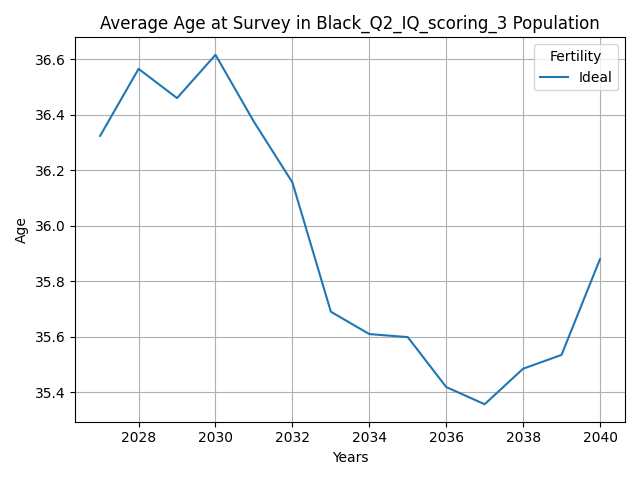 Average Age at Survey in Black_Q2_IQ_scoring_3 Population
Fertility
Ideal
Age
36.6
36.4
36.2
36.0
35.8
35.6
35.4
2028 2030 2032 2034 2036 2038 2040
Years